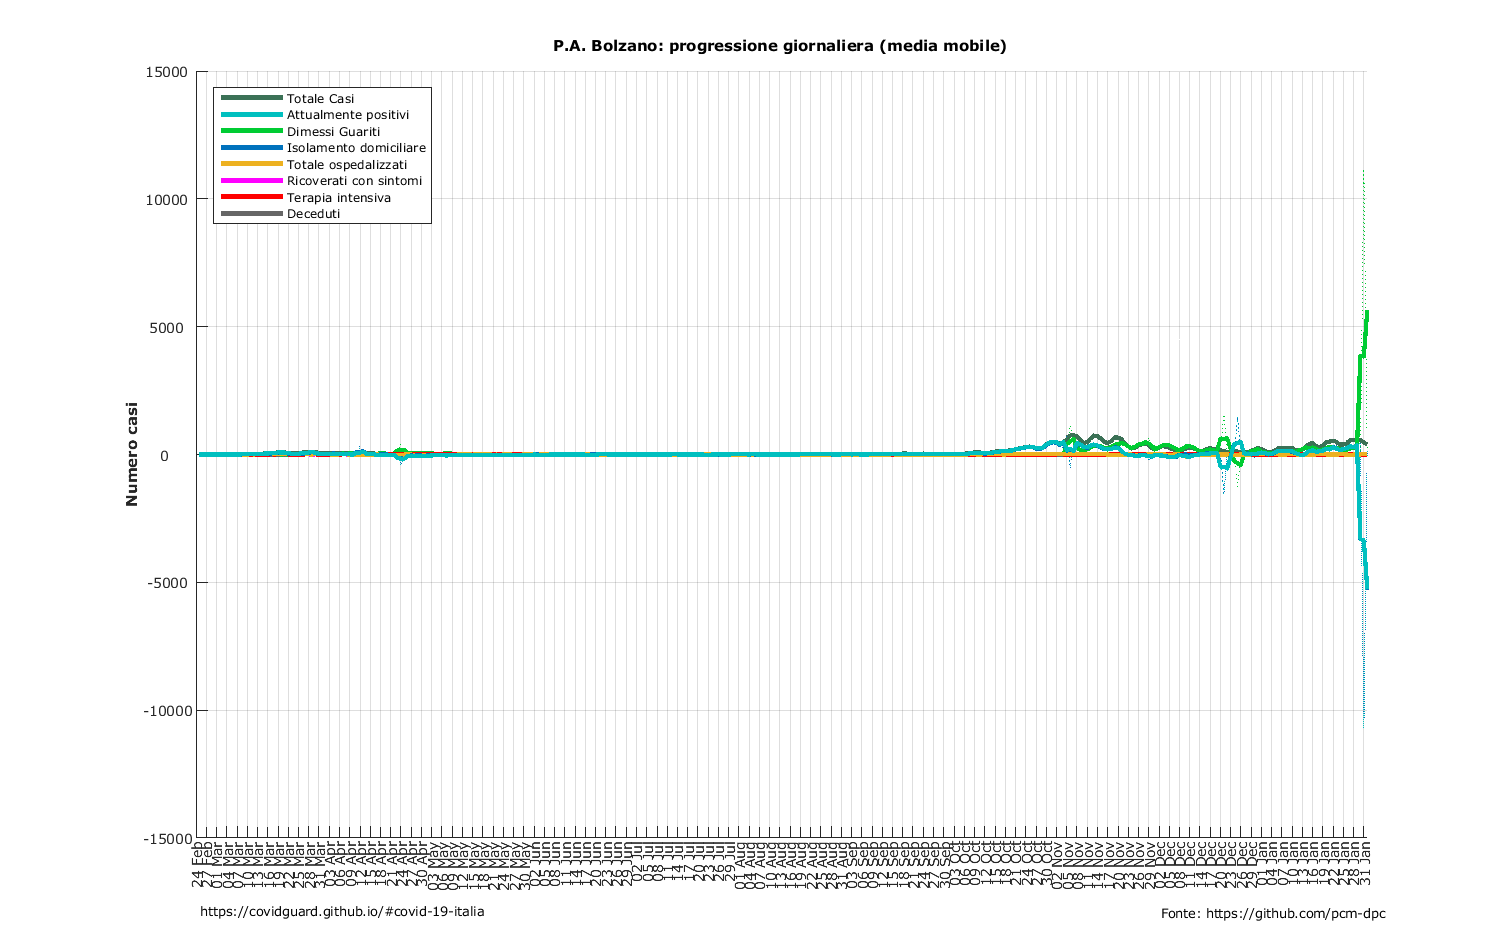 P.A. Bolzano: progressione giornaliera (media mobile)
15000
10000
5000
0
-5000
-10000
-15000
Numero casi
Totale Casi
Attualmente positivi
Dimessi Guariti
Isolamento domiciliare
Totale ospedalizzati
Ricoverati con sintomi
Terapia intensiva
Deceduti
24 Feb
27 Feb
01 Mar
04 Mar
07 Mar
10 Mar
13 Mar
16 Mar
19 Mar
22 Mar
25 Mar
28 Mar
31 Mar
03 Apr
06 Apr
09 Apr
12 Apr
15 Apr
18 Apr
21 Apr
24 Apr
27 Apr
30 Apr
03 May
06 May
09 May
12 May
15 May
18 May
21 May
24 May
27 May
30 May
02 Jun
05 Jun
08 Jun
11 Jun
14 Jun
17 Jun
20 Jun
23 Jun
26 Jun
29 Jun
02 Jul
05 Jul
08 Jul
11 Jul
14 Jul
17 Jul
20 Jul
23 Jul
26 Jul
29 Jul
01 Aug
04 Aug
07 Aug
10 Aug
13 Aug
16 Aug
19 Aug
22 Aug
25 Aug
28 Aug
31 Aug
03 Sep
06 Sep
09 Sep
12 Sep
15 Sep
18 Sep
21 Sep
24 Sep
27 Sep
30 Sep
03 Oct
06 Oct
09 Oct
12 Oct
15 Oct
18 Oct
21 Oct
24 Oct
27 Oct
30 Oct
02 Nov
05 Nov
08 Nov
11 Nov
14 Nov
17 Nov
20 Nov
23 Nov
26 Nov
29 Nov
02 Dec
05 Dec
08 Dec
11 Dec
14 Dec
17 Dec
20 Dec
23 Dec
26 Dec
29 Dec
01 Jan
04 Jan
07 Jan
10 Jan
13 Jan
16 Jan
19 Jan
22 Jan
25 Jan
28 Jan
31 Jan
https://covidguard.github.io/#covid-19-italia
Fonte: https://github.com/pcm-dpc